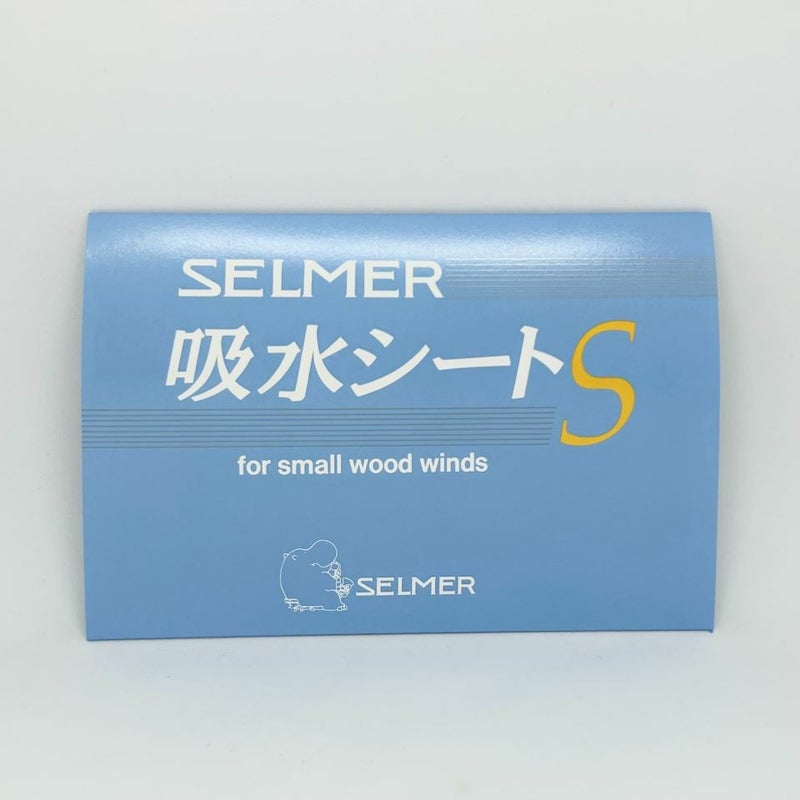 SELMER
吸水シートS
for small wood winds
SELMER